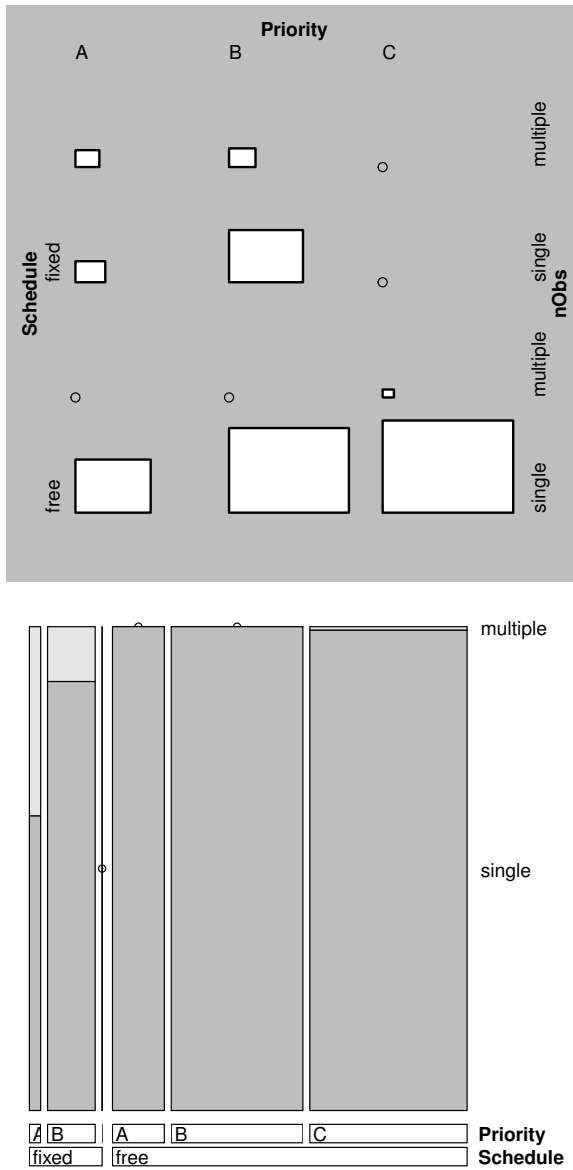 Priority
A B C
multiple
Schedule
fixed
single
nObs
multiple
free
single
multiple
single
A B A B C Priority
fixed free Schedule